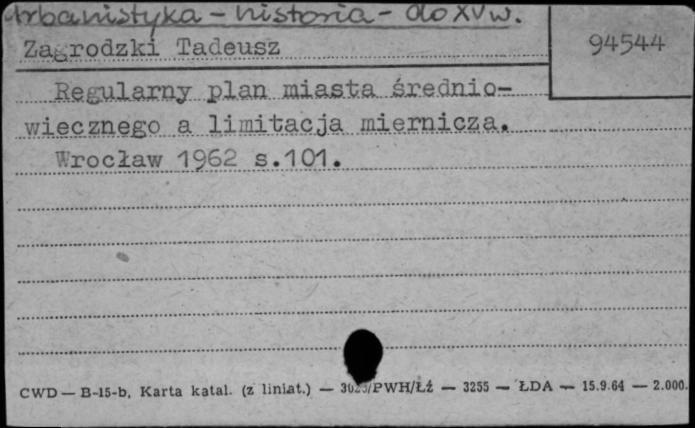 Urbanistyka - historia - do XV w.
Zagrodzki Tadeusz
94544
Regularny plan miasta średnio-
wiecznego a limitacja miernicza.
Wrocław 1962 s.101.
CWD — B-15-b, Karta katal. (z liniat.) — /PWH/Łź — 3255 — ŁDA — 15.9.64 — 2.000.